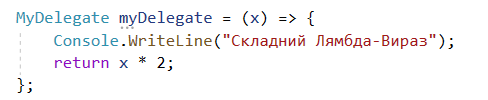 MyDelegate myDelegate = (x) => {
    Console.WriteLine("Складний Лямбда-Вираз");
    return x * 2;
};